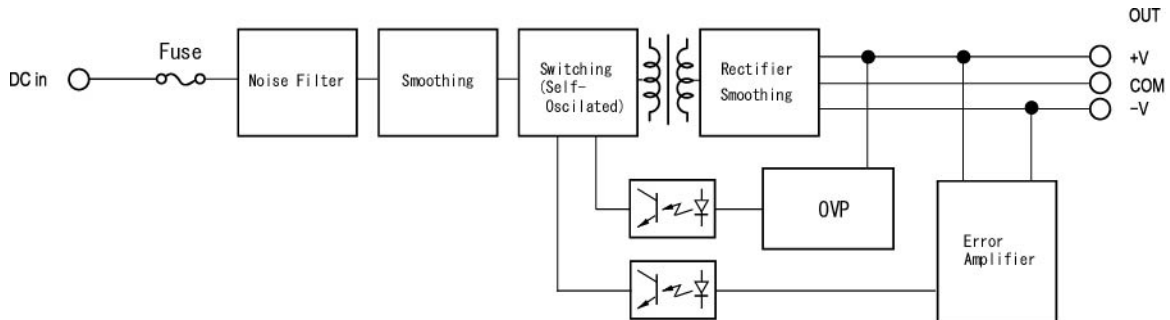 OUT
Fuse
DC in
Noise Filter
Smoothing
Switching
(Self-
Oscilated)
Rectifier
Smoothing
+V
COM
-V
OVP
Error
Amplifier